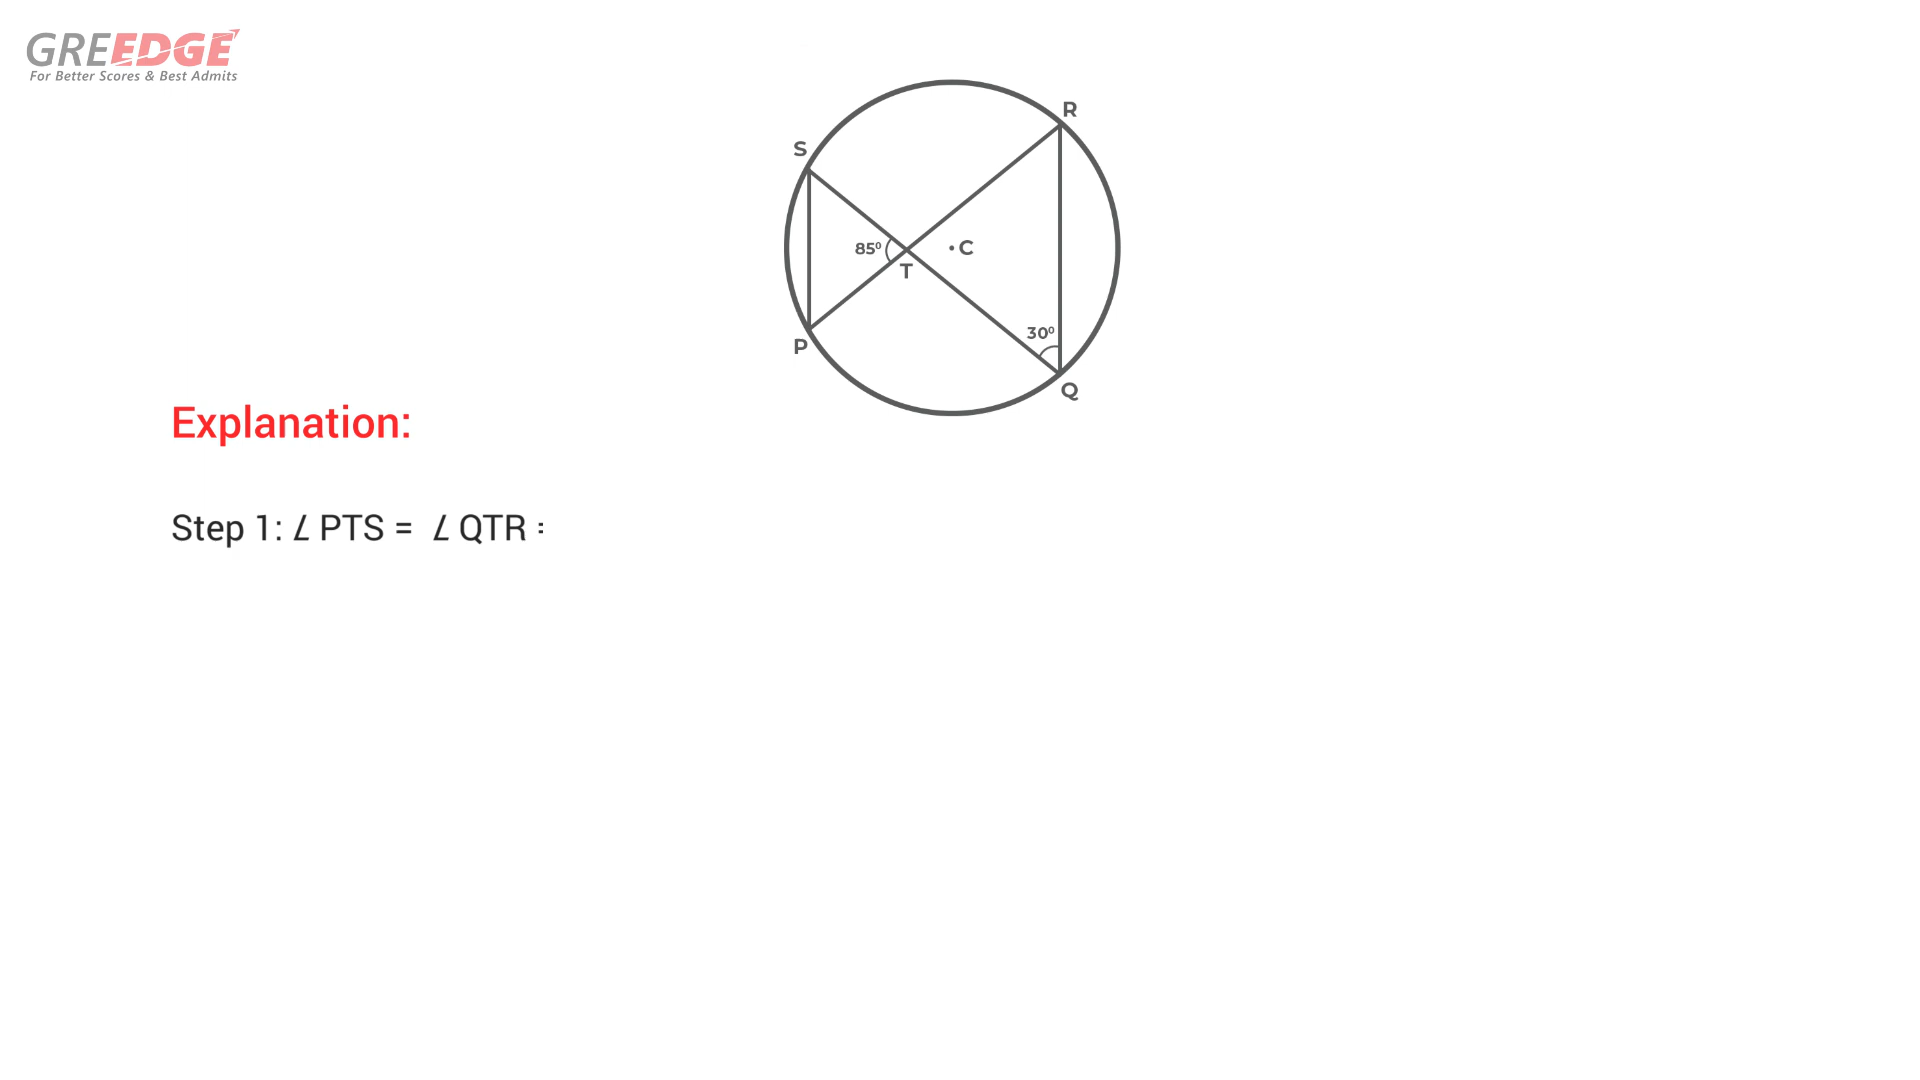 GREEDGE
For Better Scores & Best Admits
R
S
85⁰
C
T
30⁰
P
Q
Explanation:
Step 1: ∠ PTS = ∠ QTR =